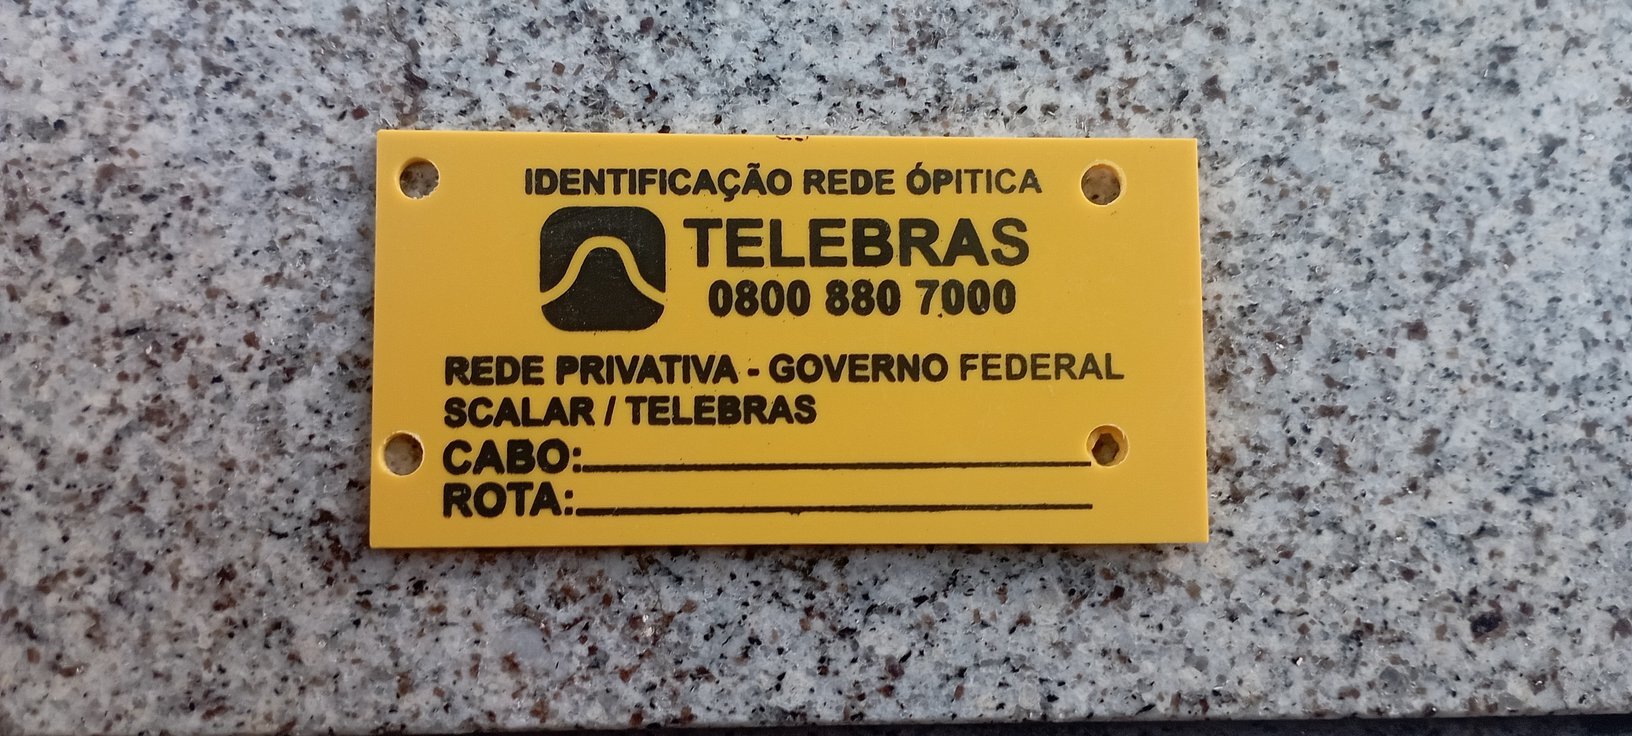 IDENTIFICAÇÃO REDE ÓPITICA
TELEBRAS
0800 880 7000
REDE PRIVATIVA - GOVERNO FEDERAL
SCALAR / TELEBRAS
CABO:
ROTA: